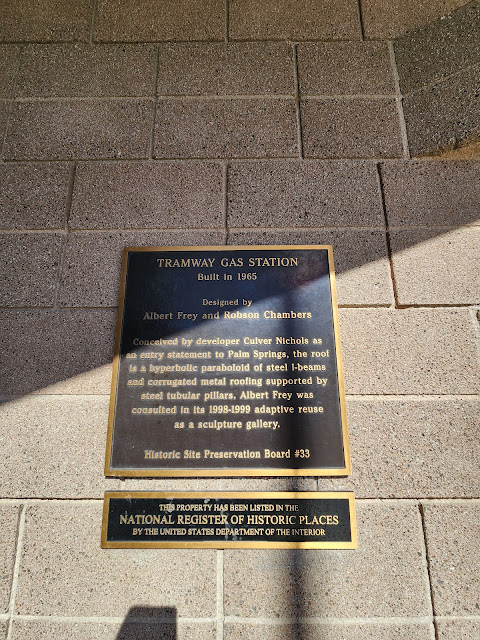 TRAMWAY GAS STATION
Built in 1965
Designed by
Albert Frey and Robson Chambers
Conceived by developer Culver Nichols as
an entry statement to Palm Springs, the roof
is a hyperbolic paraboloid of steel I-beams
and corrugated metal roofing supported by
steel tubular pillars. Albert Frey was
consulted in its 1998-1999 adaptive reuse
as a sculpture gallery.
Historic Site Preservation Board #33
THIS PROPERTY HAS BEEN LISTED IN THE
NATIONAL REGISTER OF HISTORIC PLACES
BY THE UNITED STATES DEPARTMENT OF THE INTERIOR